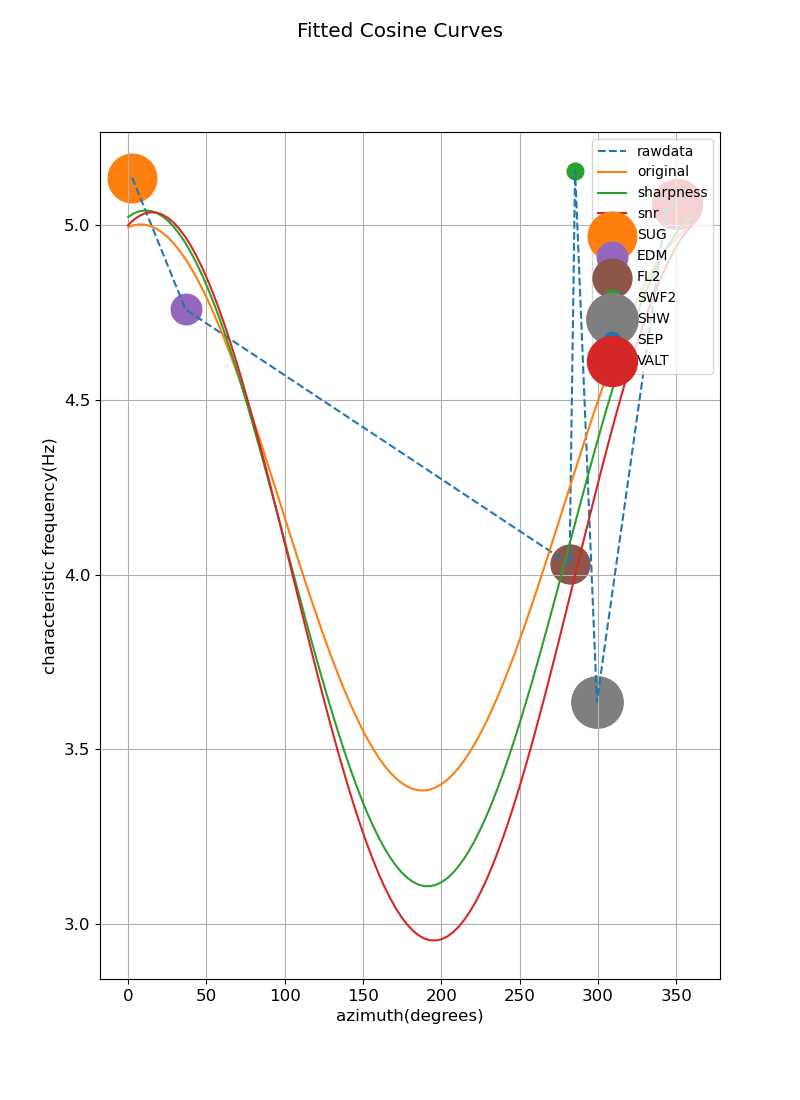 Fitted Cosine Curves
rawdata
original
sharpness
snr
SUG
EDM
FL2
SWF2
SHW
SEP
VALT
5.0
4.5
4.0
3.5
3.0
characteristic frequency(Hz)
0 50 100 150 200 250 300 350
azimuth(degrees)